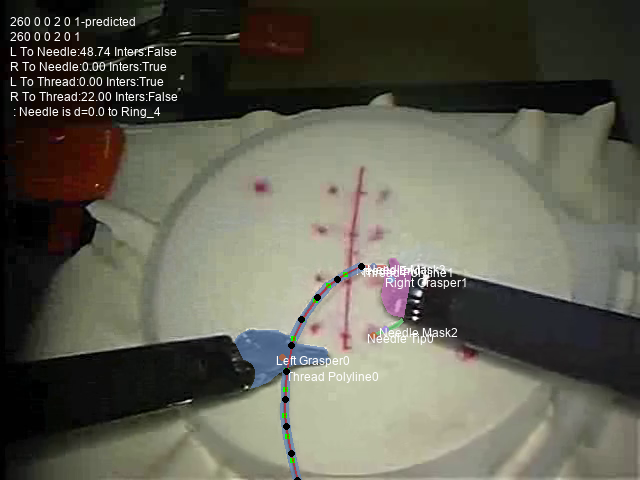 260 0 0 2 0 1-predicted
260 0 0 2 0 1
L To Needle:48.74 Inters:False
R To Needle:0.00 Inters:True
L To Thread:0.00 Inters:True
R To Thread:22.00 Inters:False
: Needle is d=0.0 to Ring_4
Thread Polyline1
Right Grasper1
Needle Mask2
Needle Tip0
Left Grasper0
Thread Polyline0